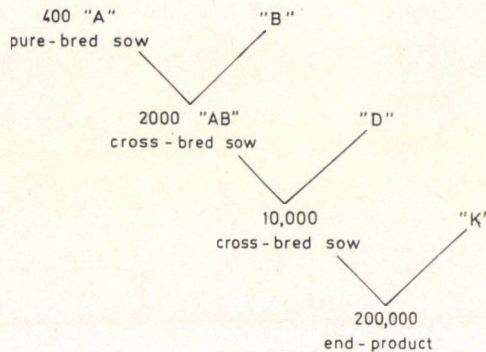 400 "A"
pure-bred sow
"B"
2000 "AB"
cross-bred sow
"D"
10,000
cross-bred sow
"K"
200,000
end-product